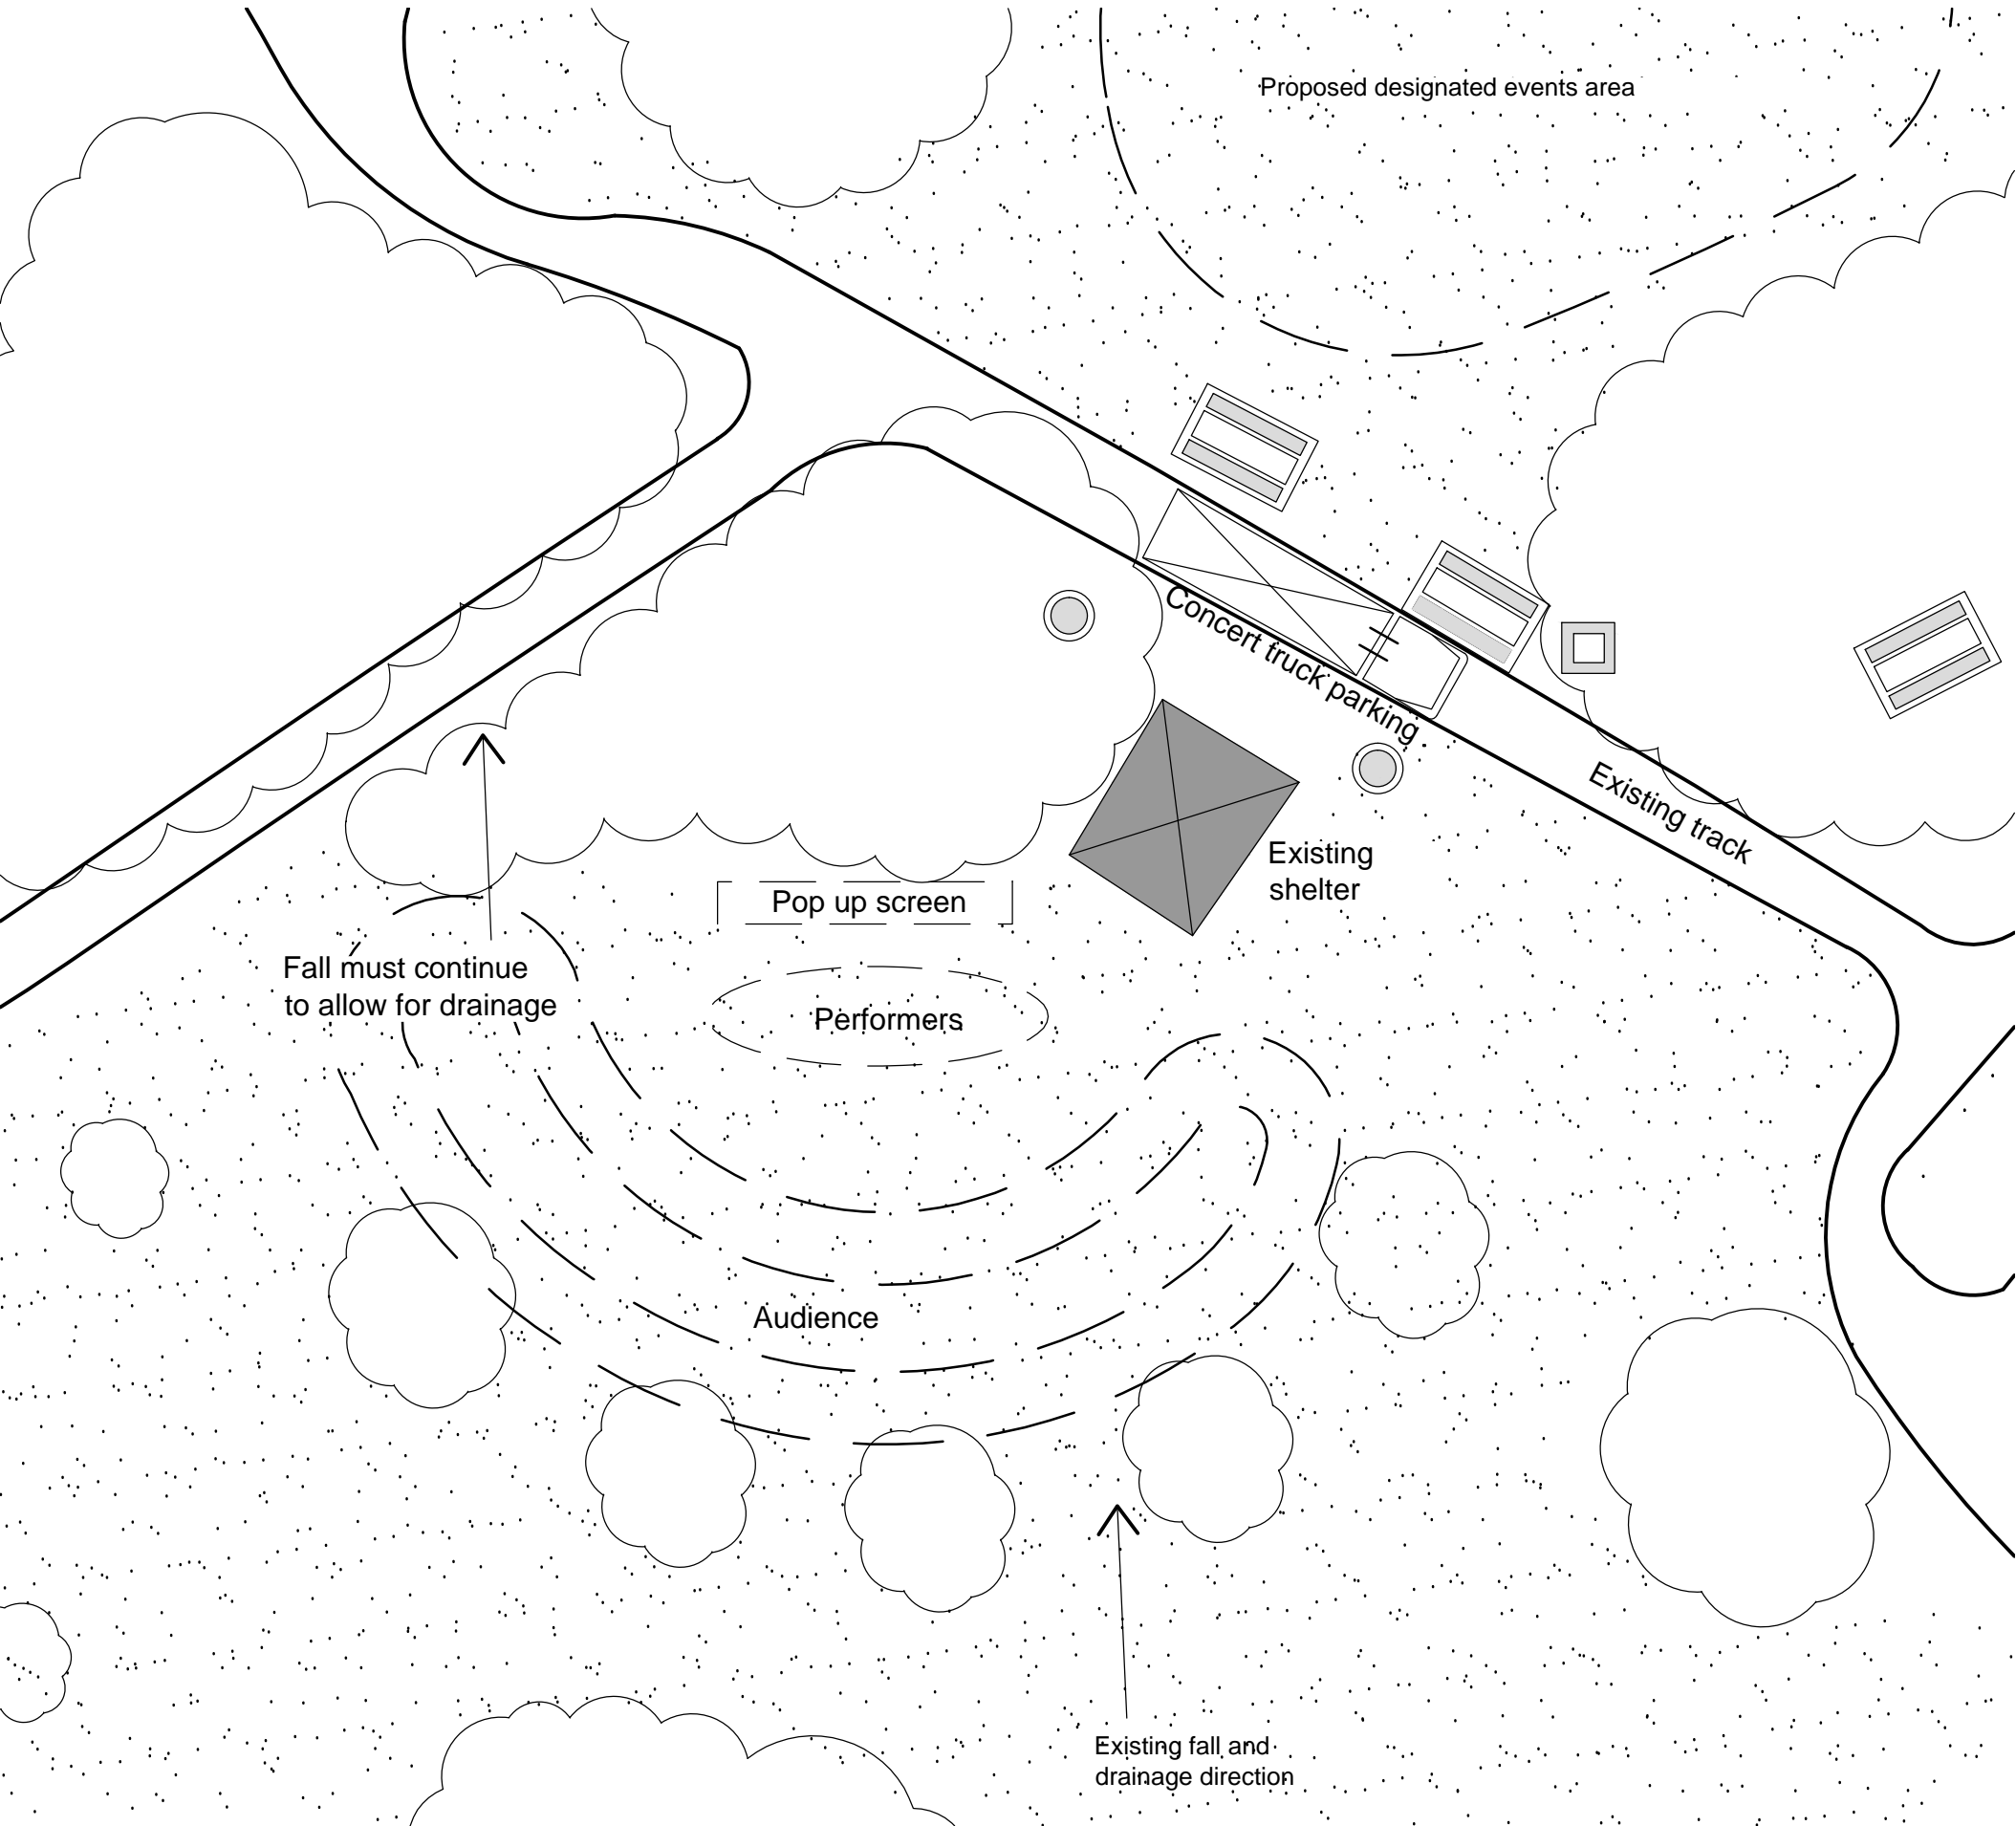 Proposed designated events area
Concert truck parking
Existing track
Existing
shelter
Pop up screen
Fall must continue
to allow for drainage
Performers
Audience
Existing fall and
drainage direction